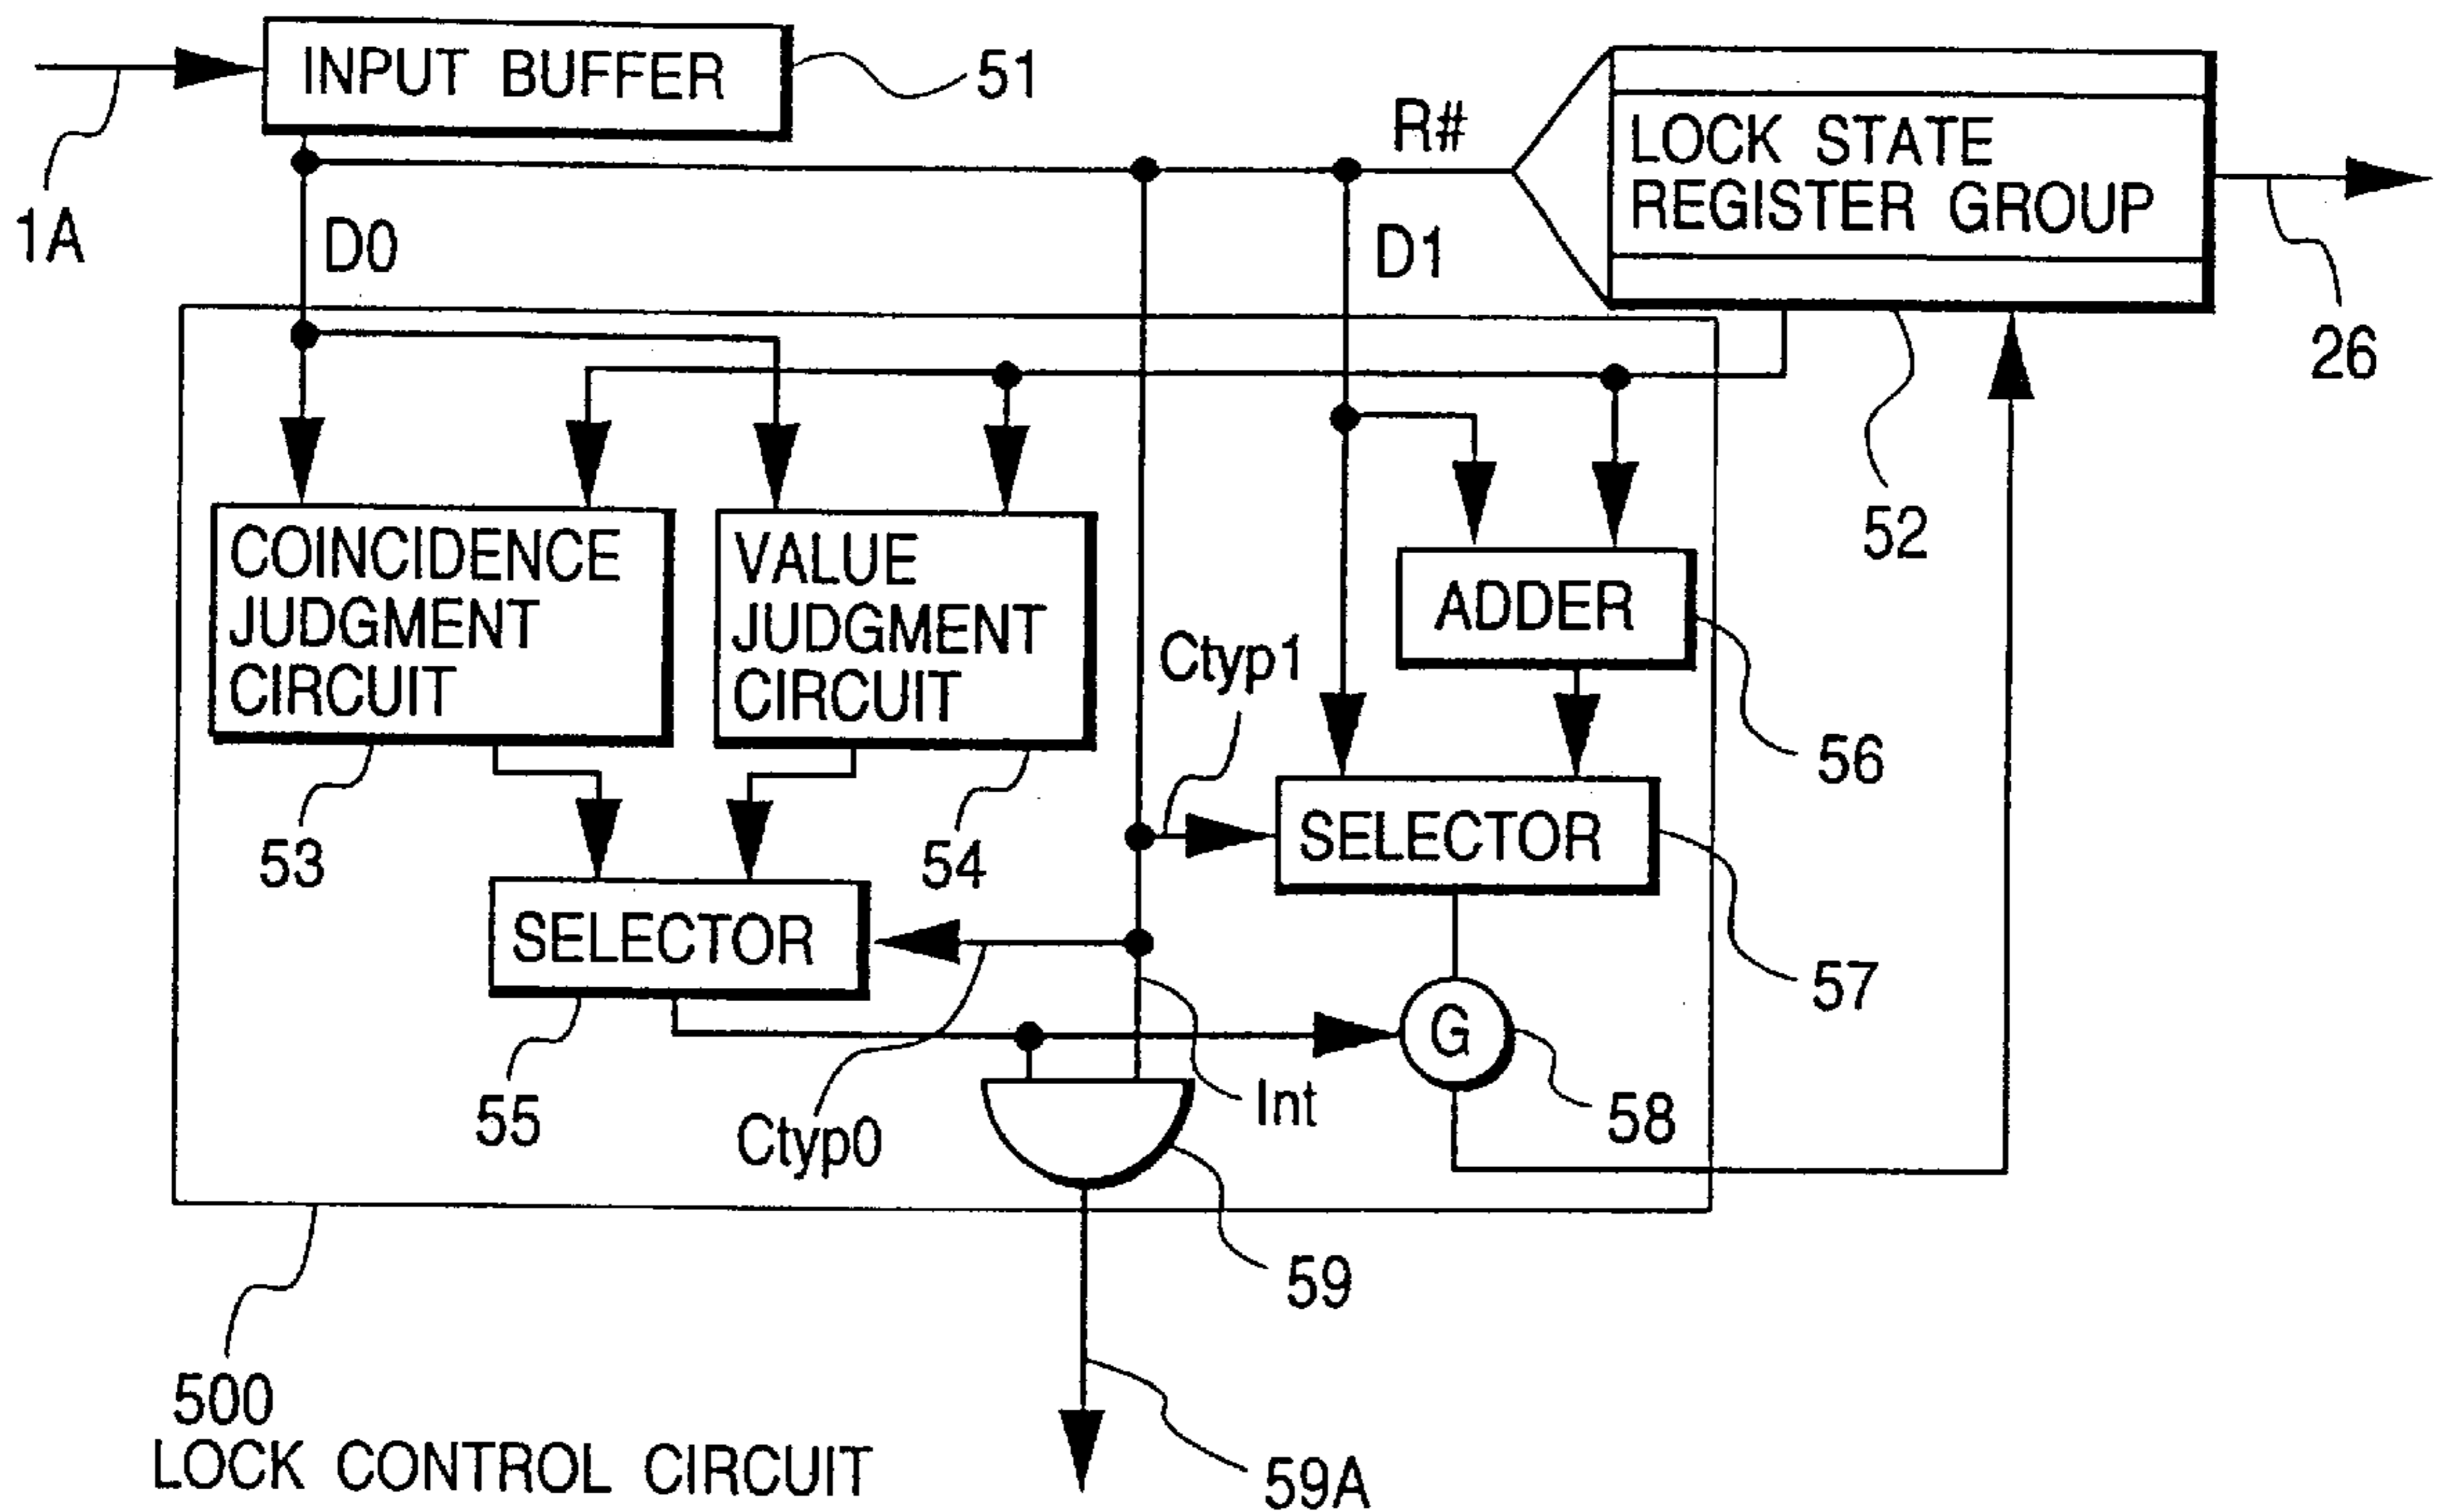 INPUT BUFFER
51
1A
R#
LOCK STATE
REGISTER GROUP
D0
D1
26
52
COINCIDENCE
JUDGMENT
CIRCUIT
VALUE
JUDGMENT
CIRCUIT
ADDER
Ctyp1
56
53
54
SELECTOR
SELECTOR
57
G
55
Ctyp0
Int
58
59
500
LOCK CONTROL CIRCUIT
59A